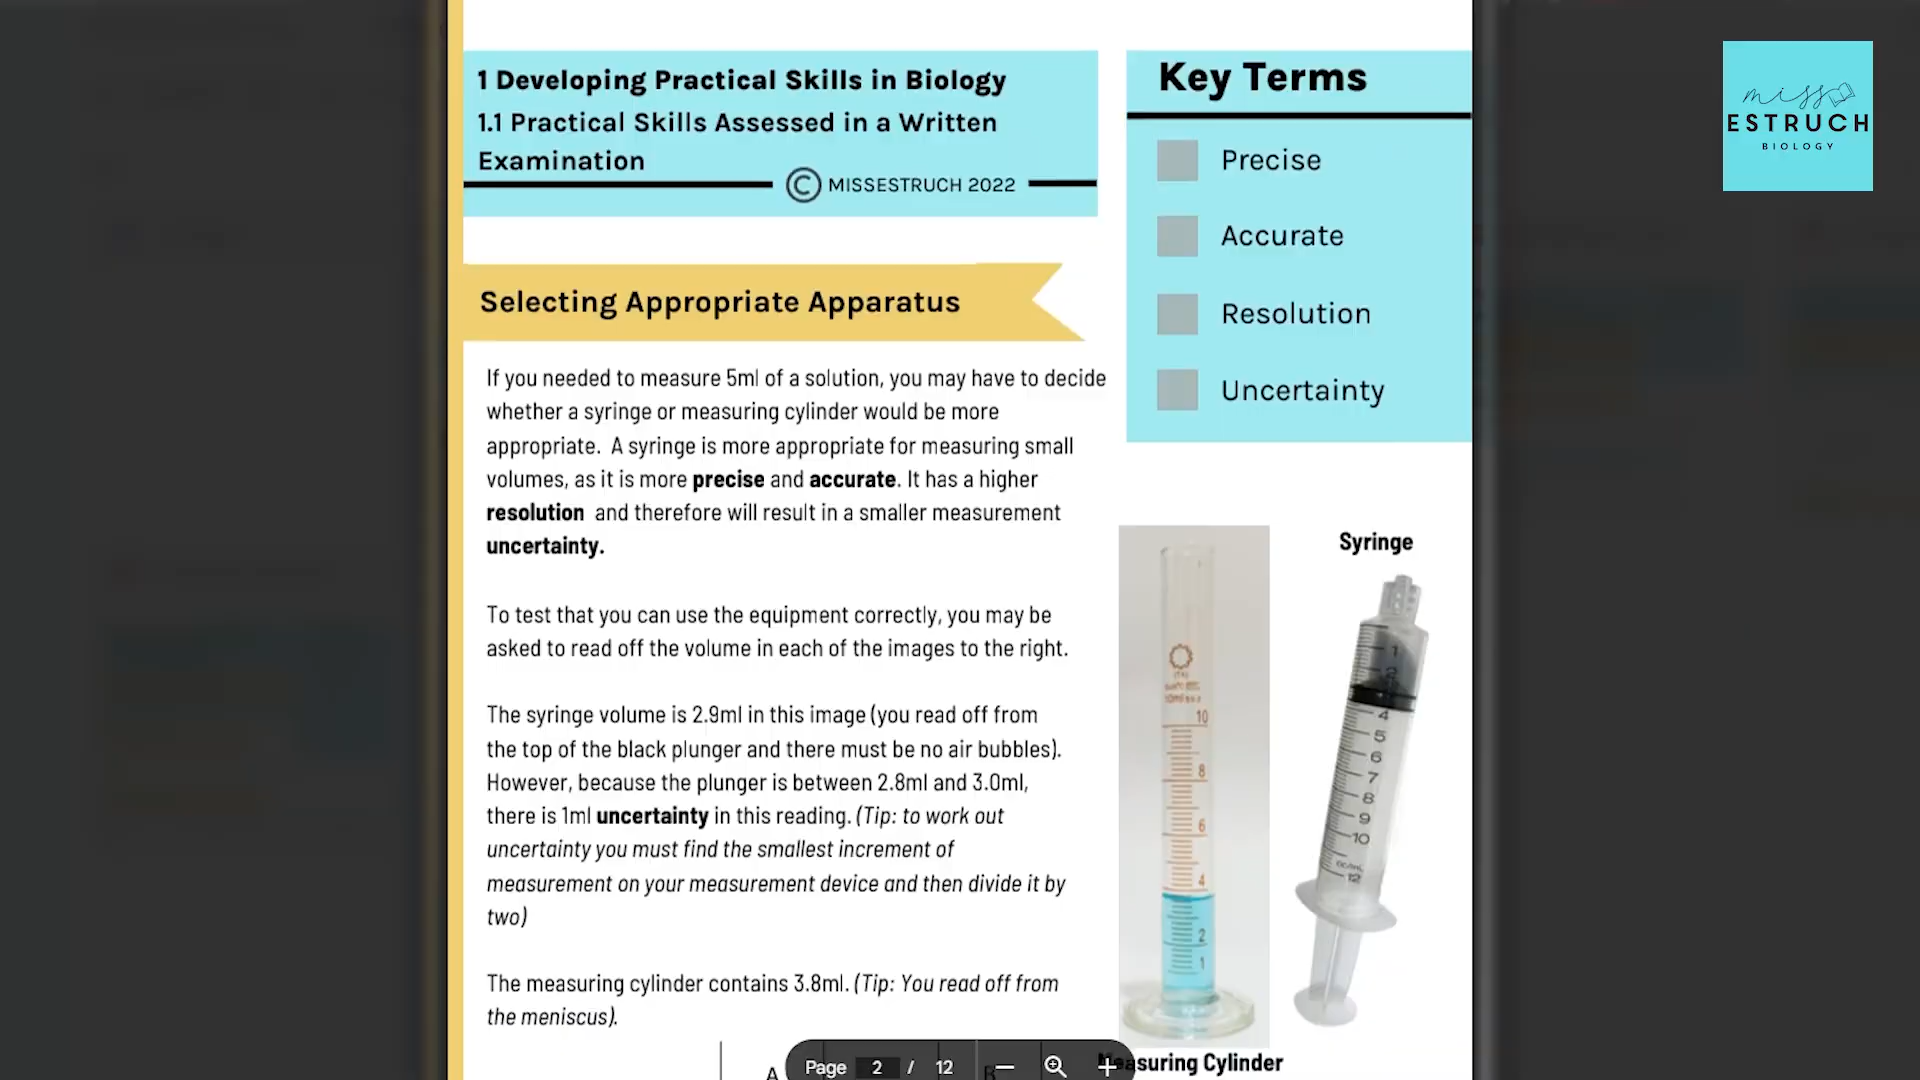 1 Developing Practical Skills in Biology
1.1 Practical Skills Assessed in a Written
Examination
© MISSESTRUCH 2022
Key Terms
Precise
Accurate
Resolution
Uncertainty
miss
ESTRUCH
BIOLOGY
Selecting Appropriate Apparatus
If you needed to measure 5ml of a solution, you may have to decide
whether a syringe or measuring cylinder would be more
appropriate. A syringe is more appropriate for measuring small
volumes, as it is more precise and accurate. It has a higher
resolution and therefore will result in a smaller measurement
uncertainty.
To test that you can use the equipment correctly, you may be
asked to read off the volume in each of the images to the right.
The syringe volume is 2.9ml in this image (you read off from
the top of the black plunger and there must be no air bubbles).
However, because the plunger is between 2.8ml and 3.0ml,
there is 1ml uncertainty in this reading. (Tip: to work out
uncertainty you must find the smallest increment of
measurement on your measurement device and then divide it by
two)
The measuring cylinder contains 3.8ml. (Tip: You read off from
the meniscus).
10
8
6
4
2
1
Syringe
1
2
4
5
6
7
8
9
10
12
Cylinder
A
Page 2 / 12